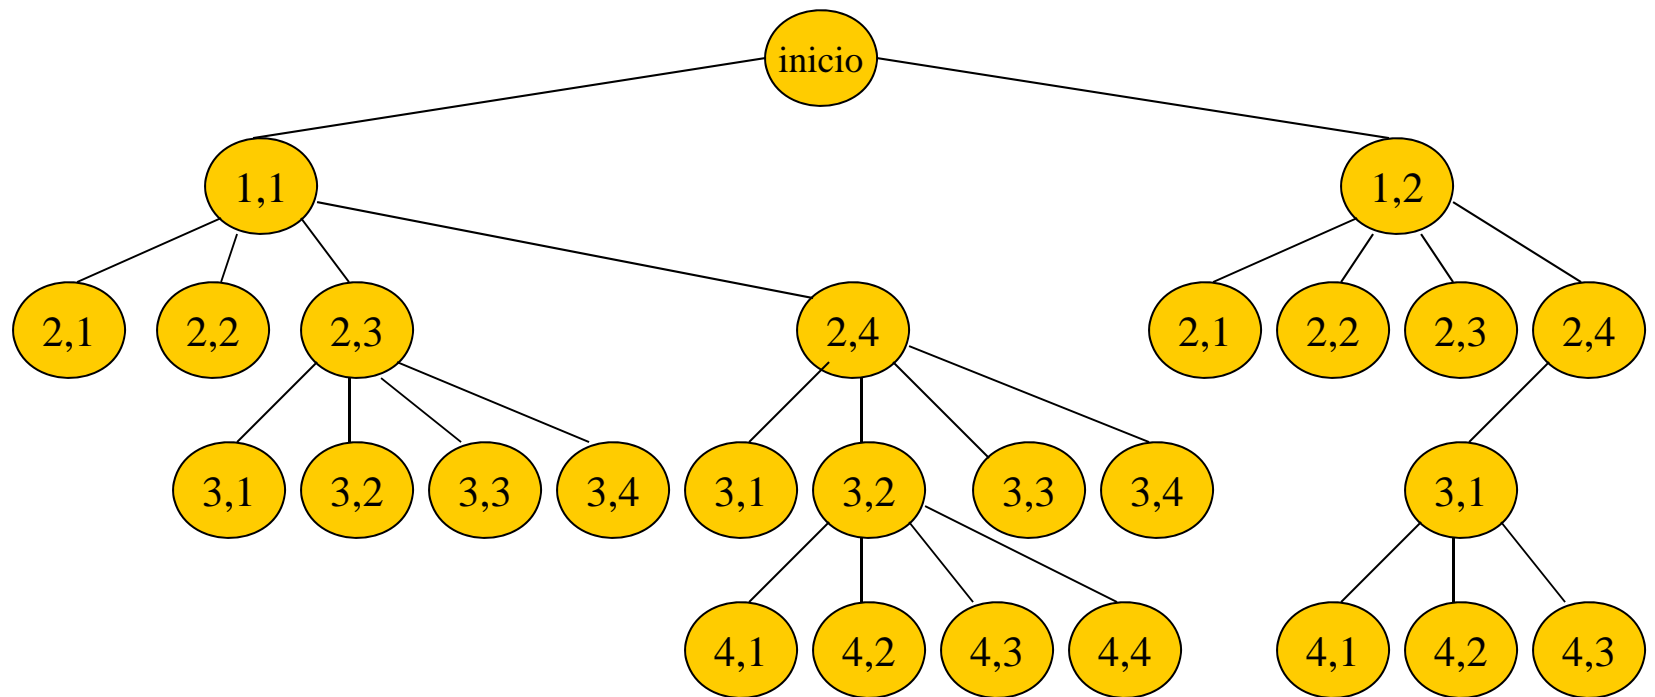 inicio
1,1 1,2
2,1 2,2 2,3 2,4 2,1 2,2 2,3 2,4
3,1 3,2 3,3 3,4 3,1 3,2 3,3 3,4 3,1
4,1 4,2 4,3 4,4 4,1 4,2 4,3